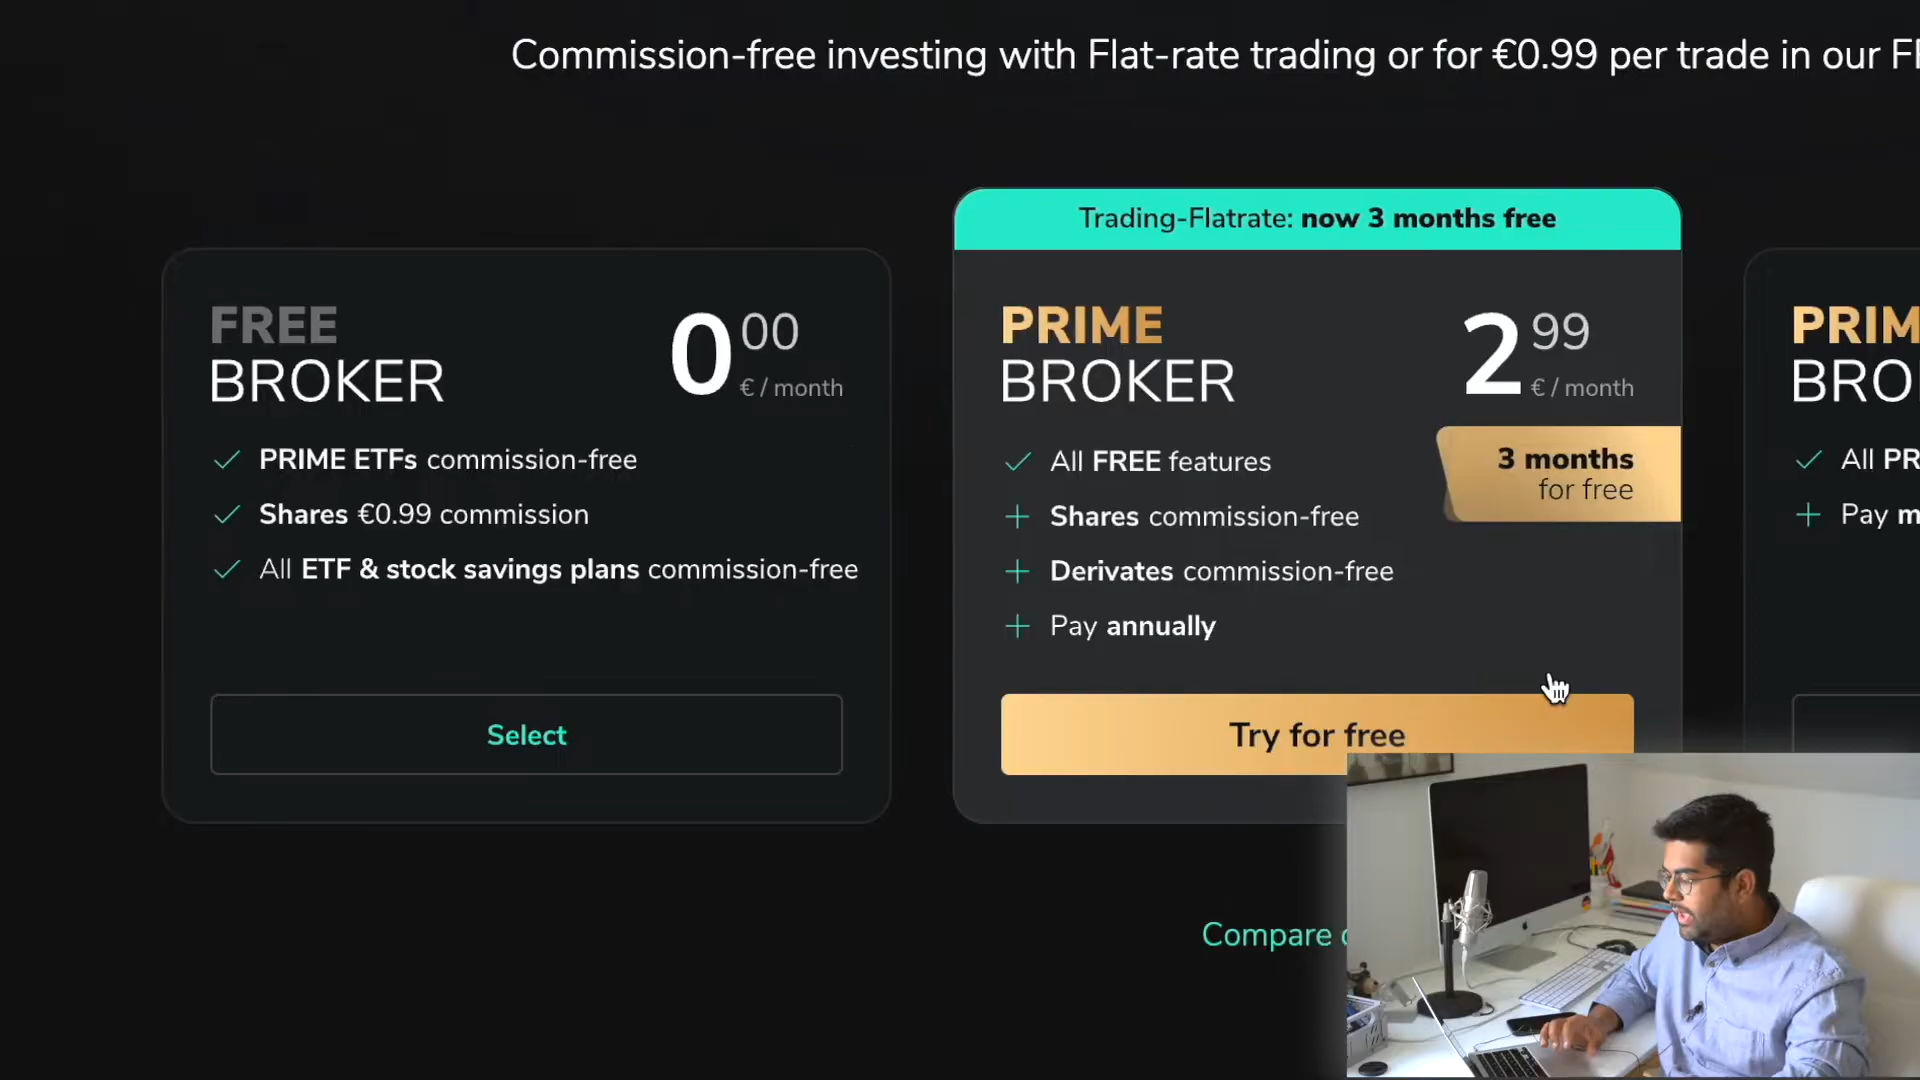 Commission-free investing with Flat-rate trading or for €0.99 per trade in our
Trading-Flatrate: now 3 months free
FREE
BROKER
0 00
€ / month
PRIME ETFs commission-free
Shares €0.99 commission
All ETF & stock savings plans commission-free
Select
PRIME
BROKER
2 99
€ / month
3 months
for free
All FREE features
Shares commission-free
Derivates commission-free
Pay annually
Try for free
All
Pay
Compare